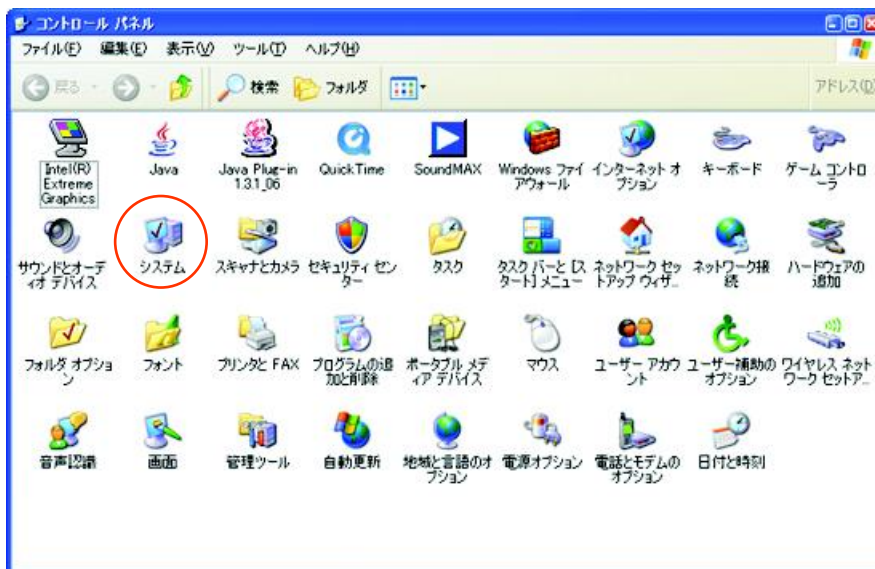 コントロール パネル
ファイル(F) 編集(E) 表示(V) ツール(T) ヘルプ(H)
戻る 検索 フォルダ アドレス(D)
Intel(R)
Extreme
Graphics
Java
Java Plug-in
1.3.1_06
QuickTime
SoundMAX
Windows ファイ
アウォール
インターネット オ
プション
キーボード
ゲーム コントロ
ーラ
サウンドとオーデ
ィオ デバイス
システム
スキャナとカメラ
セキュリティ セン
ター
タスク
タスク バーと [ス
タート] メニュー
ネットワーク セッ
トアップ ウィザ...
ネットワーク接
続
ハードウェアの
追加
フォルダ オプショ
ン
フォント
プリンタと FAX
プログラムの追
加と削除
ポータブル メデ
ィア デバイス
マウス
ユーザー アカウ
ント
ユーザー補助の
オプション
ワイヤレス ネット
ワーク セットア...
音声認識
画面
管理ツール
自動更新
地域と言語のオ
プション
電源オプション
電話とモデムの
オプション
日付と時刻